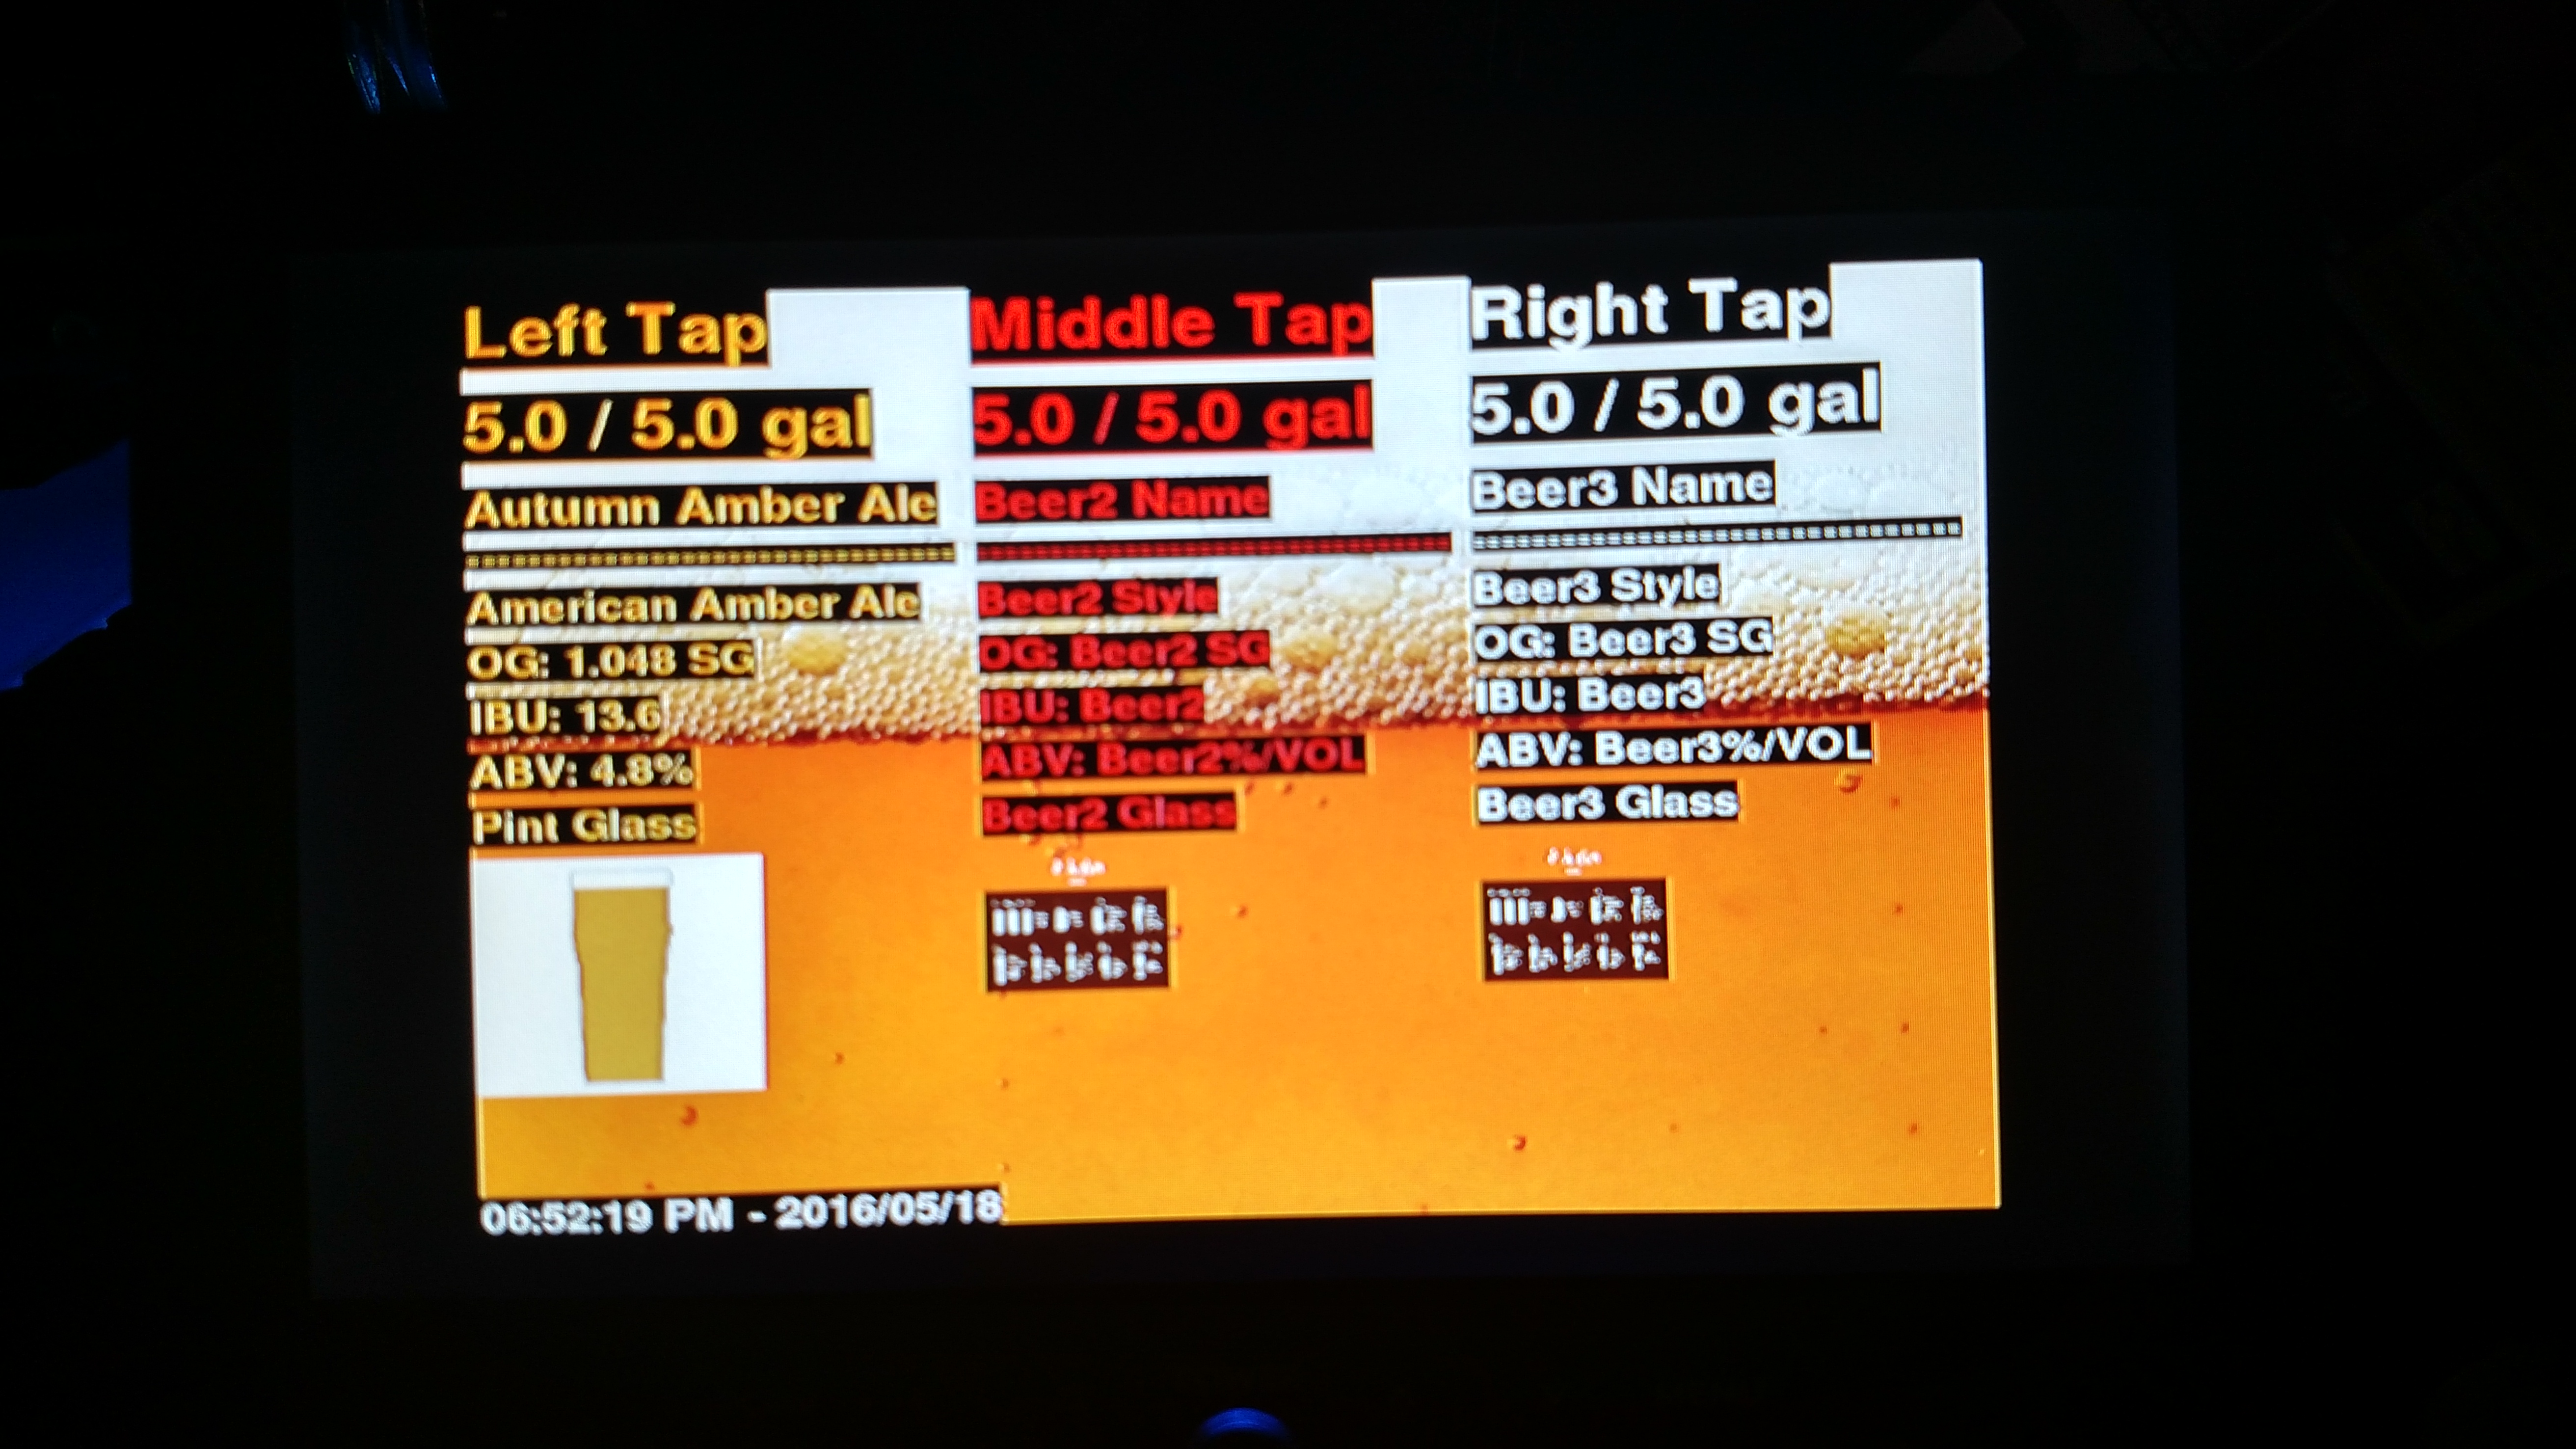 Left Tap
5.0 / 5.0 gal
Autumn Amber Ale
American Amber Ale
OG: 1.048 SG
IBU: 13.6
ABV: 4.8%
Pint Glass
Middle Tap
5.0 / 5.0 gal
Beer2 Name
Beer2 Style
OG: Beer2 SG
IBU: Beer2
ABV: Beer2%/VOL
Beer2 Glass
Right Tap
5.0 / 5.0 gal
Beer3 Name
Beer3 Style
OG: Beer3 SG
IBU: Beer3
ABV: Beer3%/VOL
Beer3 Glass
06:52:19 PM - 2016/05/18